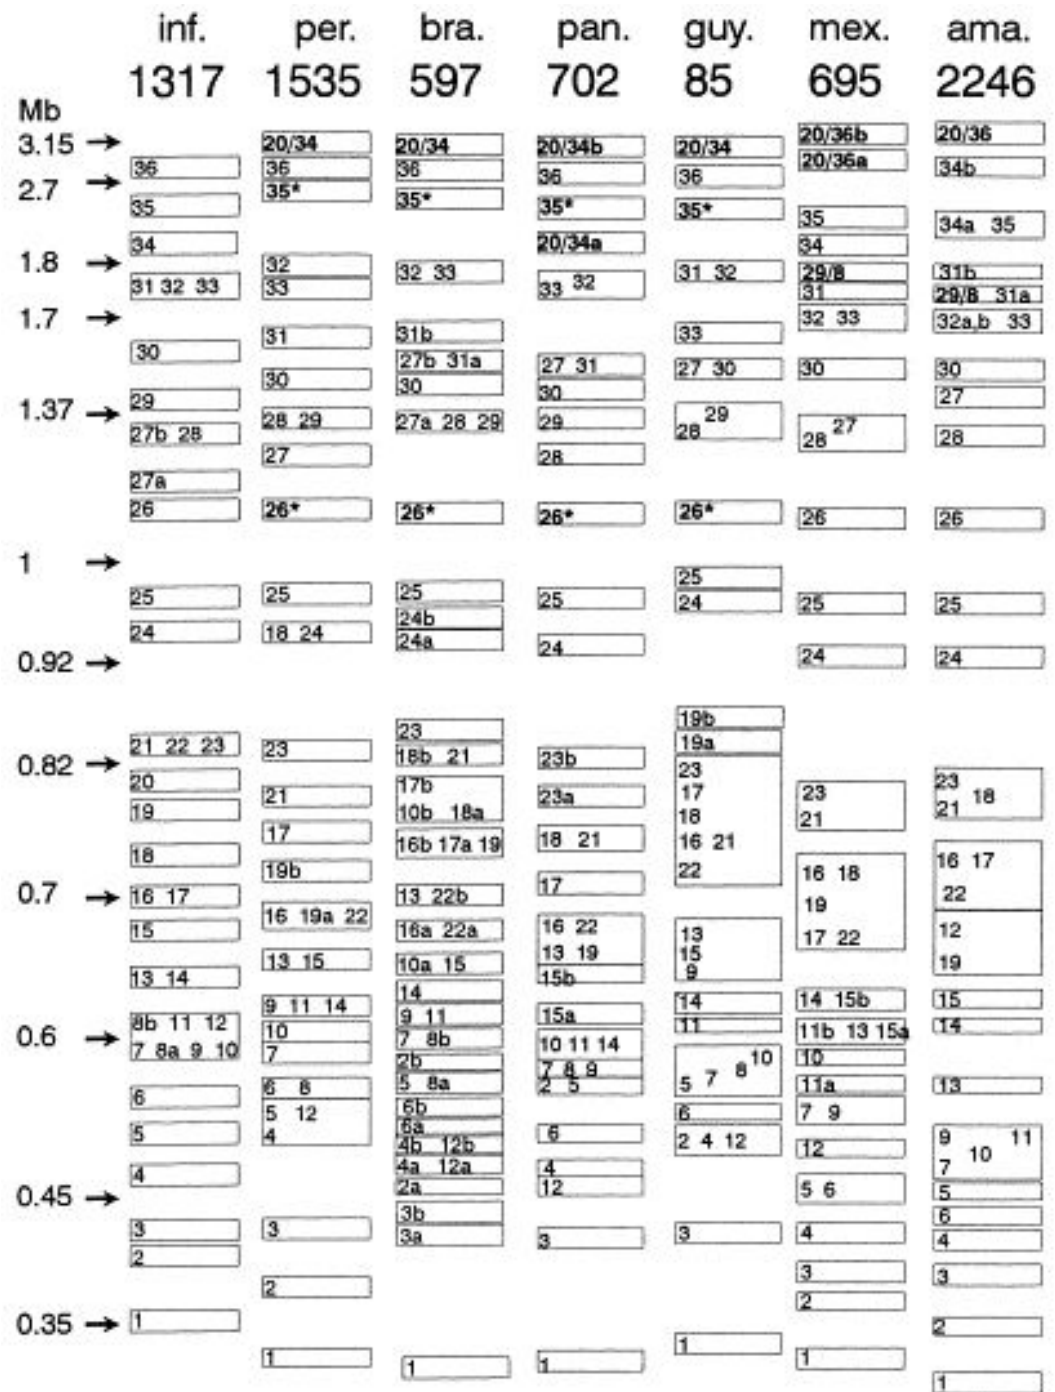 inf. per. bra. pan. guy. mex. ama.
1317 1535 597 702 85 695 2246
Mb
3.15 →
2.7 →
1.8 →
1.7 →
1.37 →
1 →
0.92 →
0.82 →
0.7 →
0.6 →
0.45 →
0.35 →
36
35
34
31 32 33
30
29
27b 28
27a
26
25
24
21 22 23
20
19
18
16 17
15
13 14
8b 11 12
7 8a 9 10
6
5
4
3
2
1
20/34
36
35*
32
33
31
30
28 29
27
26*
25
18 24
23
21
17
19b
16 19a 22
13 15
9 11 14
10
7
6 8
5 12
4
3
2
1
20/34
36
35*
32 33
31b
27b 31a
30
27a 28 29
26*
25
24b
24a
23
18b 21
17b
10b 18a
16b 17a 19
13 22b
16a 22a
10a 15
14
9 11
7 8b
2b
5 8a
6b
6a
4b 12b
4a 12a
2a
3b
3a
1
20/34b
36
35*
20/34a
33 32
27 31
30
29
28
26*
25
24
23b
23a
18 21
17
16 22
13 19
15b
15a
10 11 14
7 8 9
2 5
6
4
12
3
1
20/34
36
35*
31 32
33
27 30
28 29
26*
25
24
19b
19a
23
17
18
16 21
22
13
15
9
14
11
5 7 8 10
6
2 4 12
3
1
20/36b
20/36a
35
34
29/8
31
32 33
30
28 27
26
25
24
23
21
16 18
19
17 22
14 15b
11b 13 15a
10
11a
7 9
12
5 6
4
3
2
1
20/36
34b
34a 35
31b
29/8 31a
32a,b 33
30
27
28
26
25
24
23
21 18
16 17
22
12
19
15
14
13
9 11
7 10
5
6
4
3
2
1